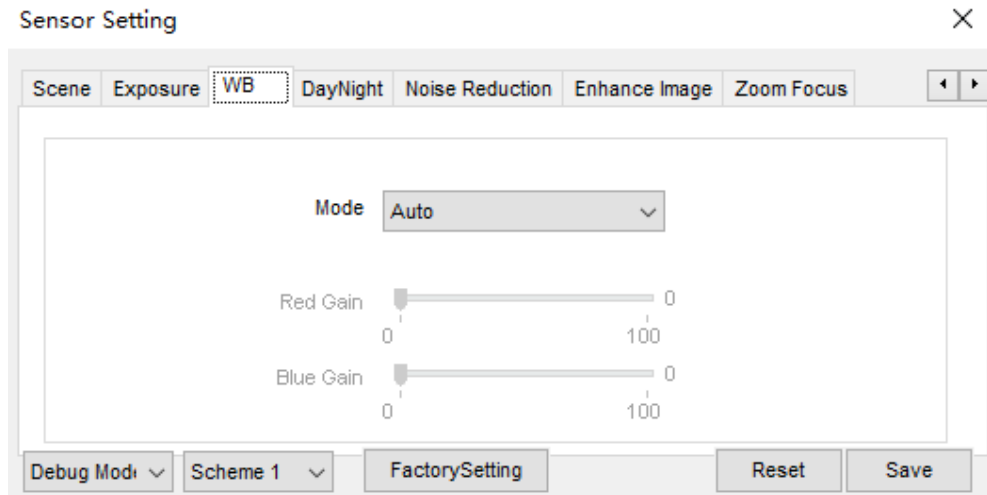 Sensor Setting
Scene Exposure WB DayNight Noise Reduction Enhance Image Zoom Focus
Mode Auto
Red Gain 0
0 100
Blue Gain 0
0 100
Debug Mod Scheme 1 FactorySetting Reset Save